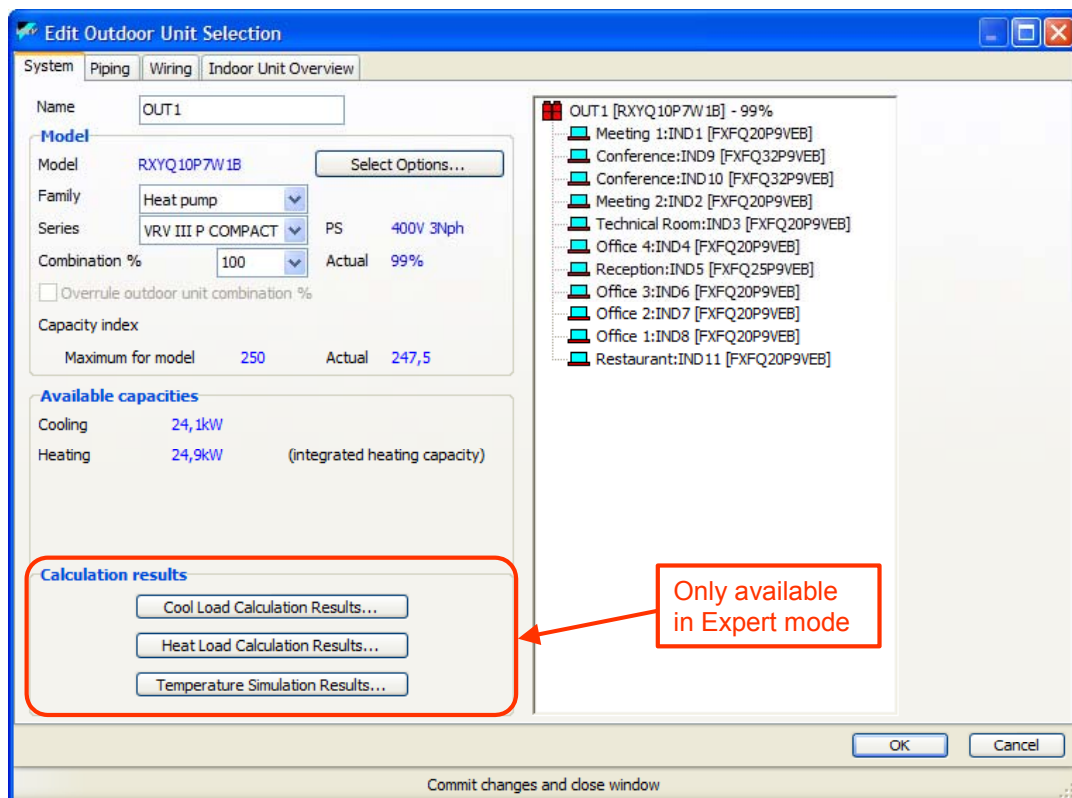 Edit Outdoor Unit Selection
System Piping Wiring Indoor Unit Overview
Name OUT1
Model
Model RXYQ10P7W1B Select Options...
Family Heat pump
Series VRV III P COMPACT PS 400V 3Nph
Combination % 100 Actual 99%
Overrule outdoor unit combination %
Capacity index
Maximum for model 250 Actual 247,5
Available capacities
Cooling 24,1kW
Heating 24,9kW (integrated heating capacity)
Calculation results
Cool Load Calculation Results...
Heat Load Calculation Results...
Temperature Simulation Results...
OUT1 [RXYQ10P7W1B] - 99%
Meeting 1:IND1 [FXFQ20P9VEB]
Conference:IND9 [FXFQ32P9VEB]
Conference:IND10 [FXFQ32P9VEB]
Meeting 2:IND2 [FXFQ20P9VEB]
Technical Room:IND3 [FXFQ20P9VEB]
Office 4:IND4 [FXFQ20P9VEB]
Reception:IND5 [FXFQ25P9VEB]
Office 3:IND6 [FXFQ20P9VEB]
Office 2:IND7 [FXFQ20P9VEB]
Office 1:IND8 [FXFQ20P9VEB]
Restaurant:IND11 [FXFQ20P9VEB]
Only available
in Expert mode
OK Cancel
Commit changes and close window